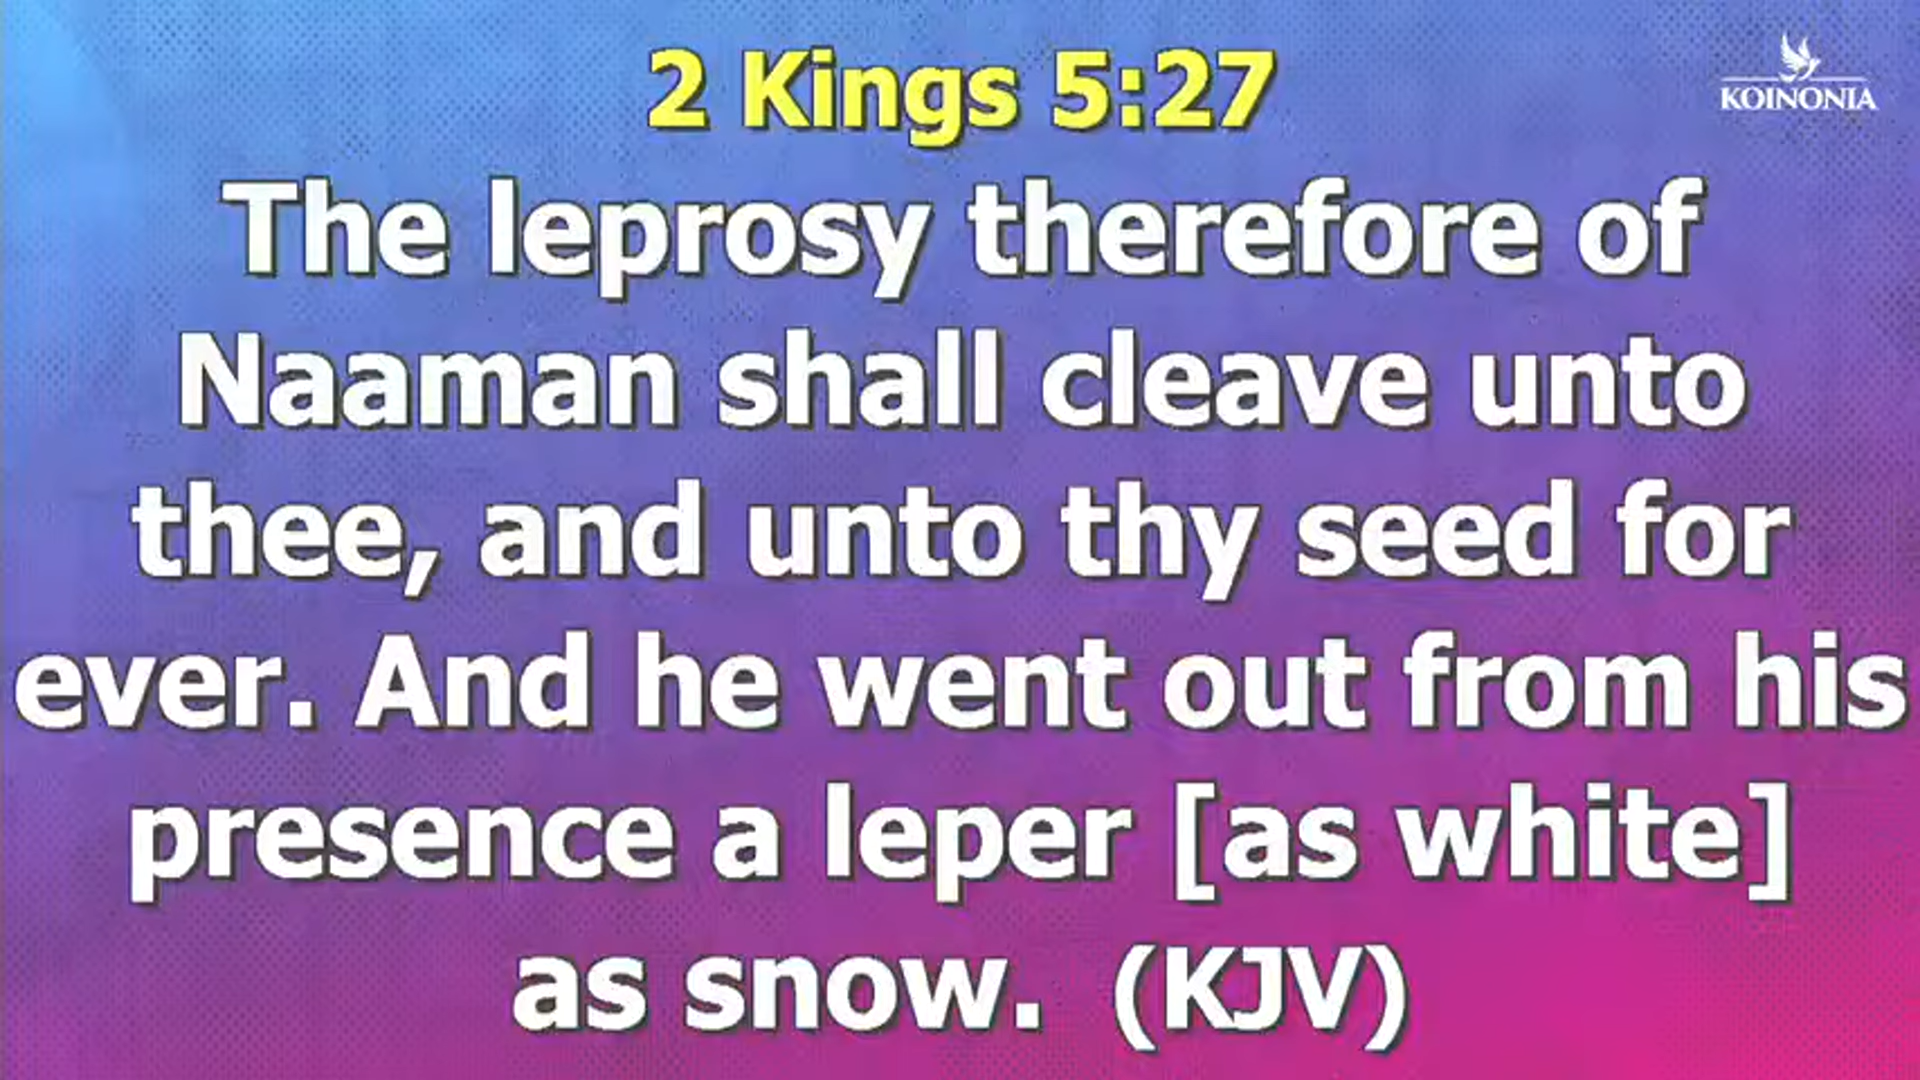 2 Kings 5:27
KOINONIA
The leprosy therefore of
Naaman shall cleave unto
thee, and unto thy seed for
ever. And he went out from his
presence a leper [as white]
as snow. (KJV)